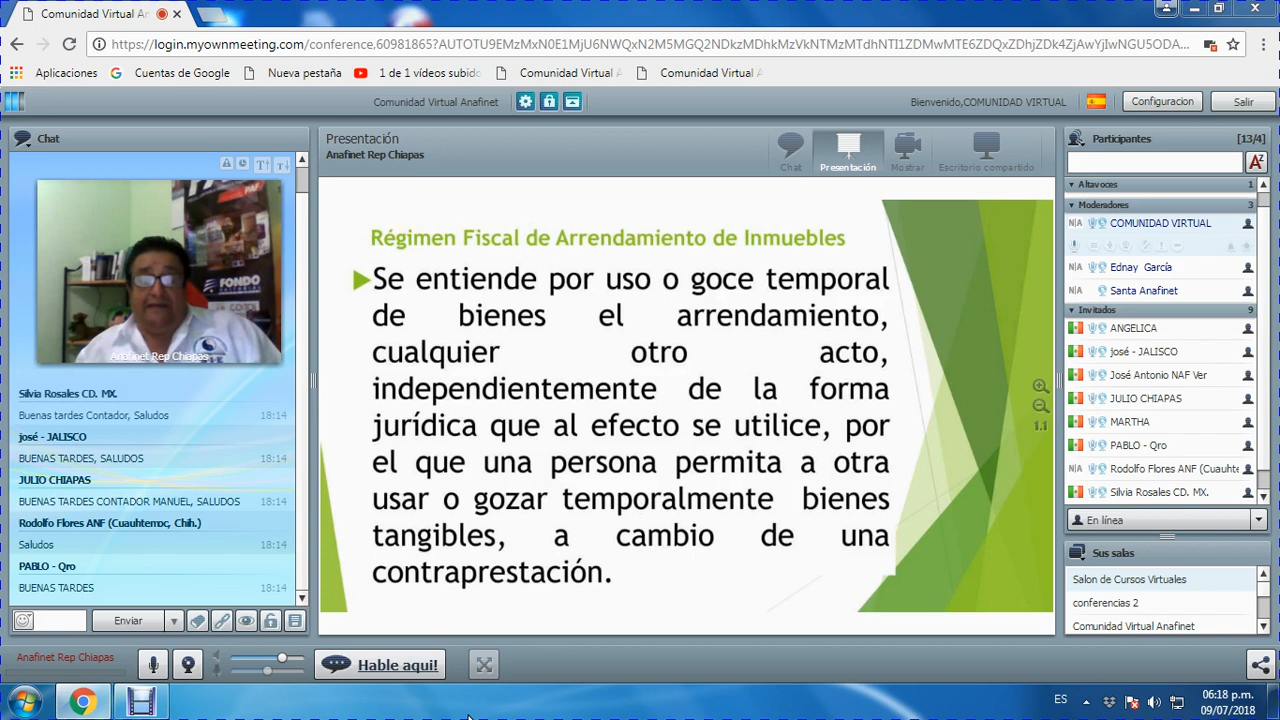 Comunidad Virtual An
https://login.myownmeeting.com/conference,60981865?
Aplicaciones
Cuentas de Google
Nueva pestaña
1 de 1 vídeos subido
Comunidad Virtual A
Comunidad Virtual A
Comunidad Virtual Anafinet
Bienvenido,COMUNIDAD VIRTUAL
Configuracion
Salir
Chat
FONDO
Anafinet Rep Chiapas
Silvia Rosales CD. MX.
Buenas tardes Contador, Saludos 18:14
josé - JALISCO
BUENAS TARDES, SALUDOS 18:14
JULIO CHIAPAS
BUENAS TARDES CONTADOR MANUEL, SALUDOS 18:14
Rodolfo Flores ANF (Cuauhtemoc, Chih.)
Saludos 18:14
PABLO - Qro
BUENAS TARDES 18:14
Enviar
Presentación
Anafinet Rep Chiapas
Chat
Presentación
Mostrar
Escritorio compartido
Régimen Fiscal de Arrendamiento de Inmuebles
Se entiende por uso o goce temporal
de bienes el arrendamiento,
cualquier otro acto,
independientemente de la forma
jurídica que al efecto se utilice, por
el que una persona permita a otra
usar o gozar temporalmente bienes
tangibles, a cambio de una
contraprestación.
1.1
Participantes [13/4]
Altavoces 1
Moderadores 3
N/A COMUNIDAD VIRTUAL
N/A Ednay García
N/A Santa Anafinet
Invitados 9
ANGELICA
josé - JALISCO
José Antonio NAF Ver
JULIO CHIAPAS
MARTHA
PABLO - Qro
N/A Rodolfo Flores ANF (Cuauhte
Silvia Rosales CD. MX.
En línea
Sus salas
Salon de Cursos Virtuales
conferencias 2
Comunidad Virtual Anafinet
Anafinet Rep Chiapas
Hable aqui!
ES
06:18 p.m.
09/07/2018